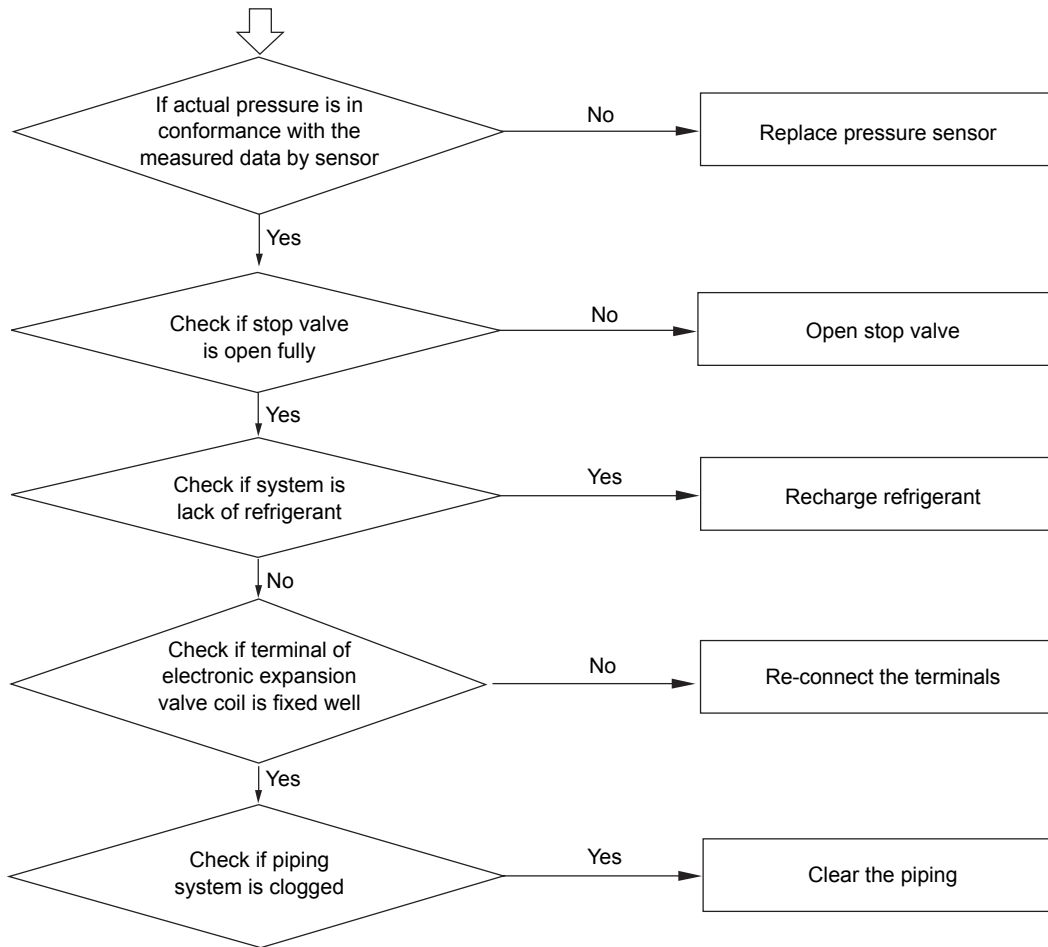 If actual pressure is in
conformance with the
measured data by sensor
No
Replace pressure sensor
Yes
Check if stop valve
is open fully
No
Open stop valve
Yes
Check if system is
lack of refrigerant
Yes
Recharge refrigerant
No
Check if terminal of
electronic expansion
valve coil is fixed well
No
Re-connect the terminals
Yes
Check if piping
system is clogged
Yes
Clear the piping